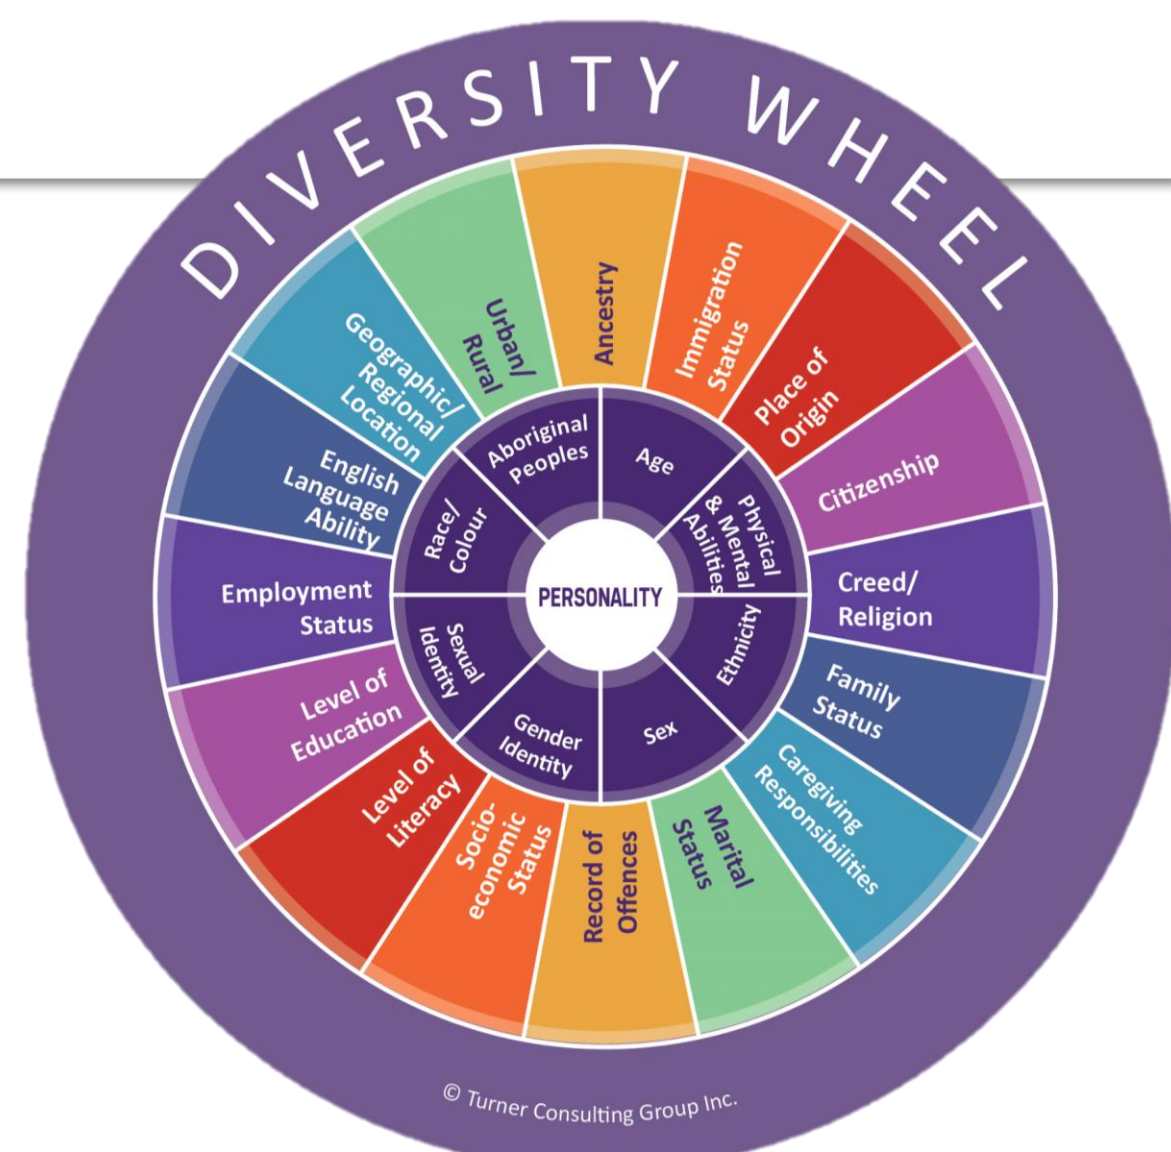 DIVERSITY WHEEL
Ancestry
Immigration
Status
Place of
Origin
Citizenship
Creed/
Religion
Family
Status
Caregiving
Responsibilities
Marital
Status
Record of
Offences
Socio-
economic
Status
Level of
Literacy
Level of
Education
Employment
Status
English
Language
Ability
Geographic/
Regional
Location
Urban/
Rural
Age
Physical
& Mental
Abilities
Ethnicity
Sex
Gender
Identity
Sexual
Identity
Race/
Colour
Aboriginal
Peoples
PERSONALITY
© Turner Consulting Group Inc.